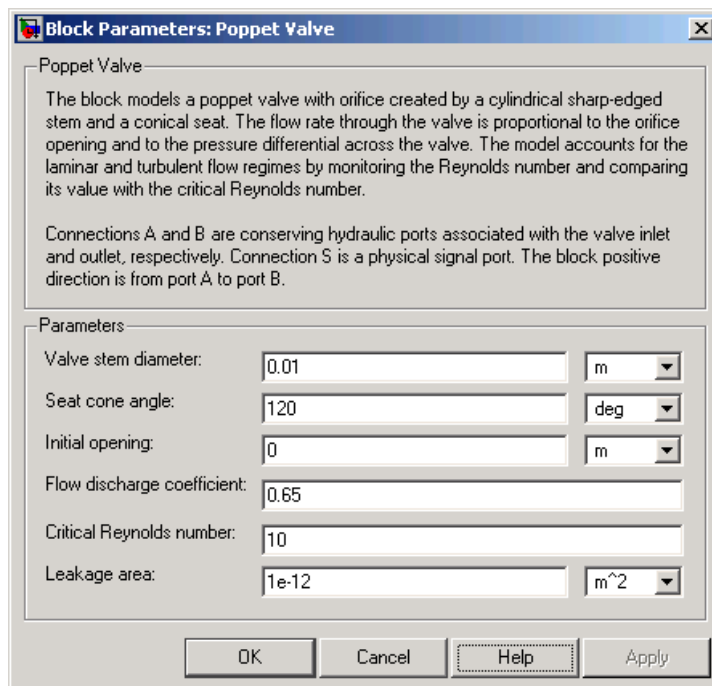 Block Parameters: Poppet Valve
Poppet Valve
The block models a poppet valve with orifice created by a cylindrical sharp-edged
stem and a conical seat. The flow rate through the valve is proportional to the orifice
opening and to the pressure differential across the valve. The model accounts for the
laminar and turbulent flow regimes by monitoring the Reynolds number and comparing
its value with the critical Reynolds number.
Connections A and B are conserving hydraulic ports associated with the valve inlet
and outlet, respectively. Connection S is a physical signal port. The block positive
direction is from port A to port B.
Parameters
Valve stem diameter: 0.01 m
Seat cone angle: 120 deg
Initial opening: 0 m
Flow discharge coefficient: 0.65
Critical Reynolds number: 10
Leakage area: 1e-12 m^2
OK Cancel Help Apply